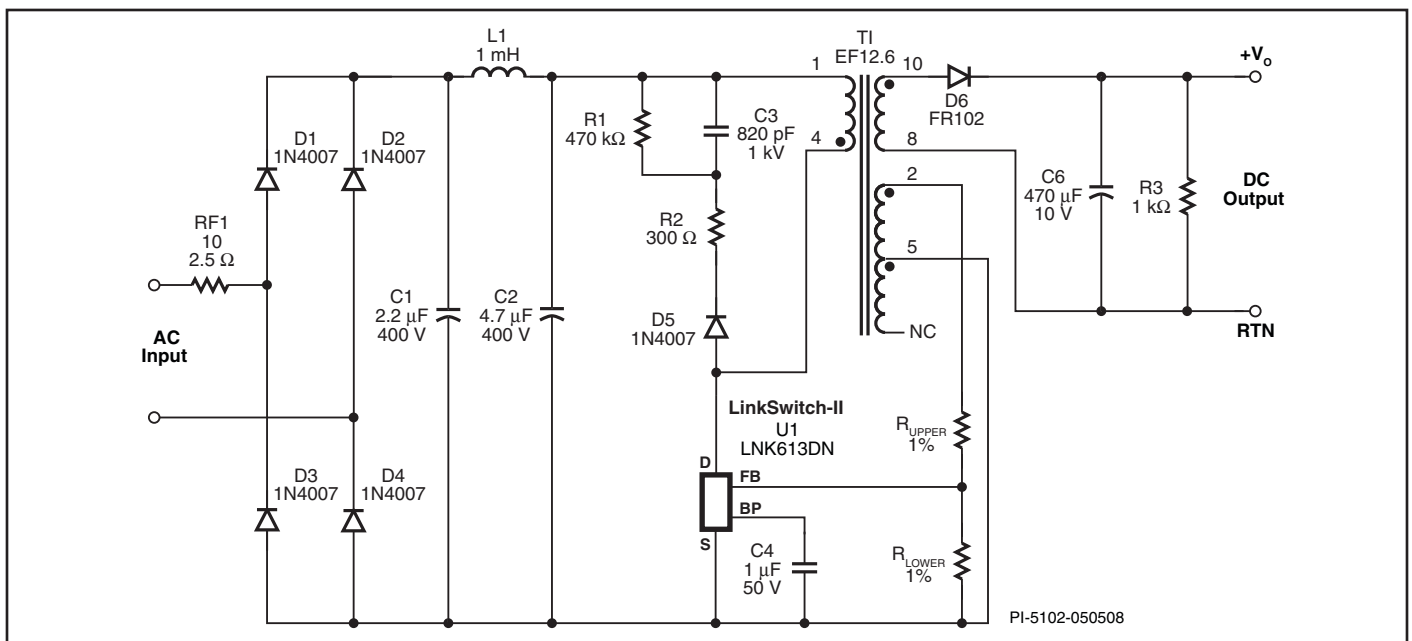 L1
1 mH
TI
EF12.6
1
10
+Vo
D6
FR102
R1
470 kΩ
C3
820 pF
1 kV
4
8
D1
1N4007
D2
1N4007
2
C6
470 µF
10 V
R3
1 kΩ
DC
Output
RF1
10
2.5 Ω
R2
300 Ω
5
C1
2.2 µF
400 V
C2
4.7 µF
400 V
D5
1N4007
NC
RTN
AC
Input
LinkSwitch-II
U1
LNK613DN
RUPPER
1%
D
FB
BP
S
D3
1N4007
D4
1N4007
C4
1 µF
50 V
RLOWER
1%
PI-5102-050508